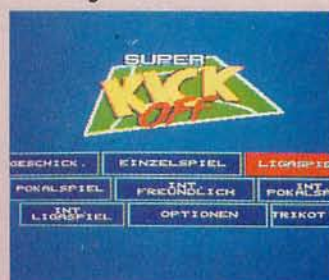 SUPER
KICK
OFF
GESCHICK. EINZELSPIEL LIGASPIE
POKALSPIEL INT. FREUNDLICH INT. POKALSP
INT. LIGASPIEL OPTIONEN TRIKOT